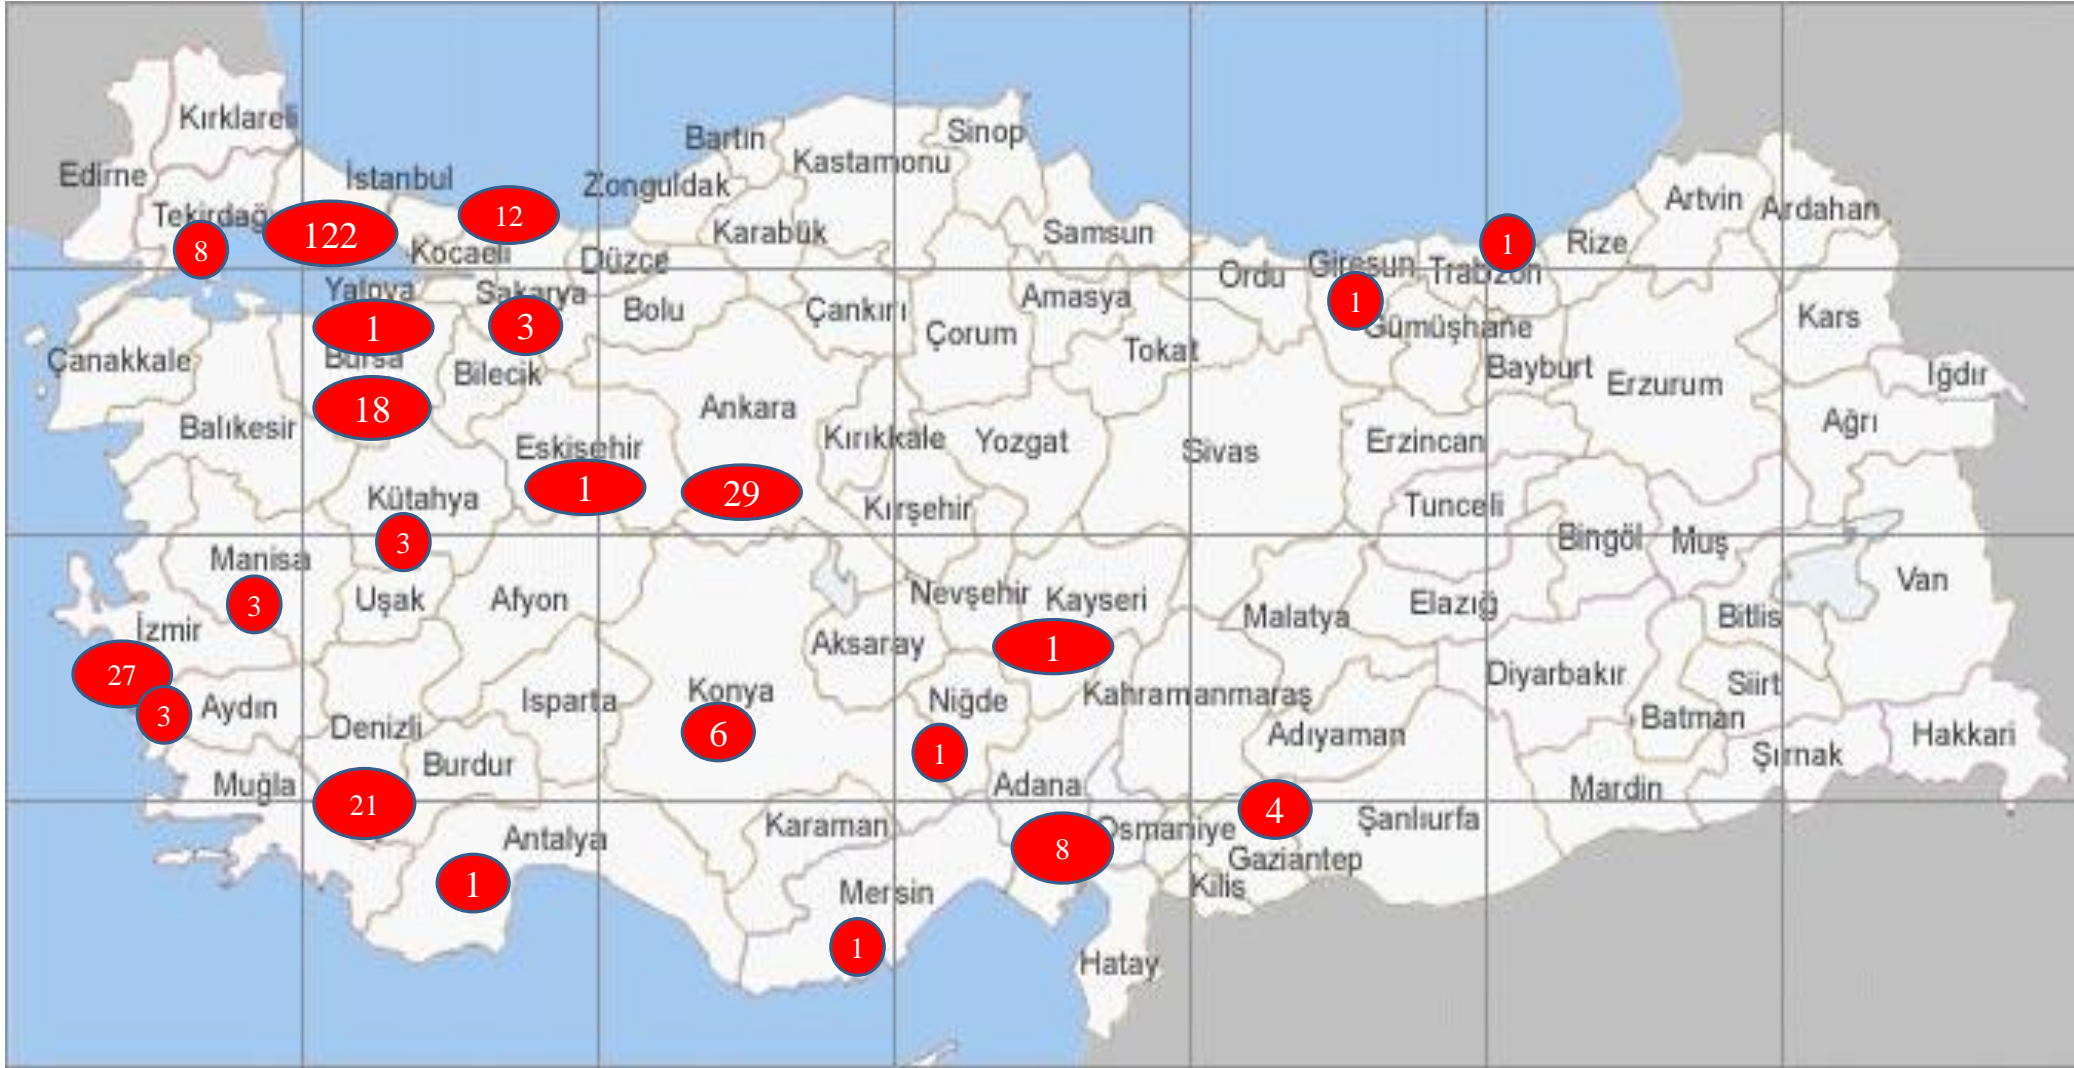 Kırklareli
Edirne
Tekirdağ
8
İstanbul
122
12
Kocaeli
Yalova
1
Sakarya
3
Düzce
Zonguldak
Bartın
Karabük
Kastamonu
Sinop
Samsun
Bolu
Çankırı
Çorum
Amasya
Tokat
Ordu
Giresun
1
Gümüşhane
Trabzon
1
Rize
Artvin
Ardahan
Kars
Iğdır
Ağrı
Erzurum
Bayburt
Çanakkale
Bursa
18
Bilecik
Balıkesir
Eskişehir
1
Ankara
29
Kırıkkale
Yozgat
Kırşehir
Sivas
Erzincan
Tunceli
Bingöl
Muş
Van
Kütahya
3
Manisa
3
Uşak
Afyon
İzmir
27
3
Aydın
Denizli
Isparta
Burdur
Konya
6
Aksaray
Nevşehir
Kayseri
1
Niğde
1
Kahramanmaraş
Malatya
Elazığ
Diyarbakır
Bitlis
Siirt
Batman
Adıyaman
Mardin
Şırnak
Hakkari
Muğla
21
Antalya
1
Karaman
Mersin
1
Adana
8
Osmaniye
4
Gaziantep
Kilis
Şanlıurfa
Hatay